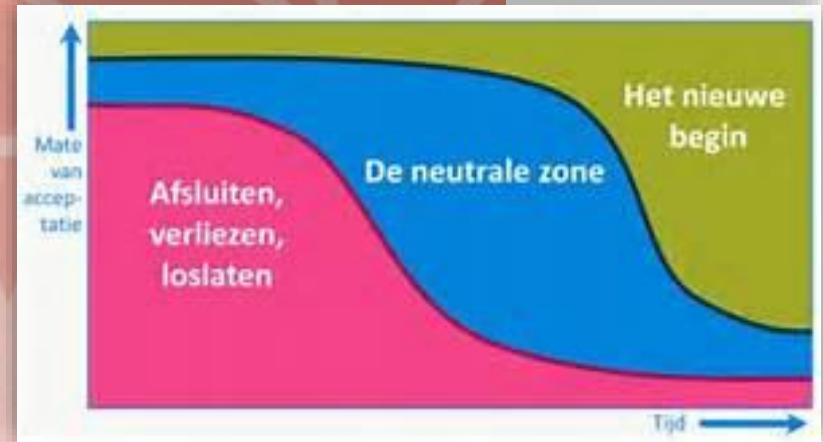 Mate
van
accep-
tatie
Afsluiten,
verliezen,
loslaten
De neutrale zone
Het nieuwe
begin
Tijd